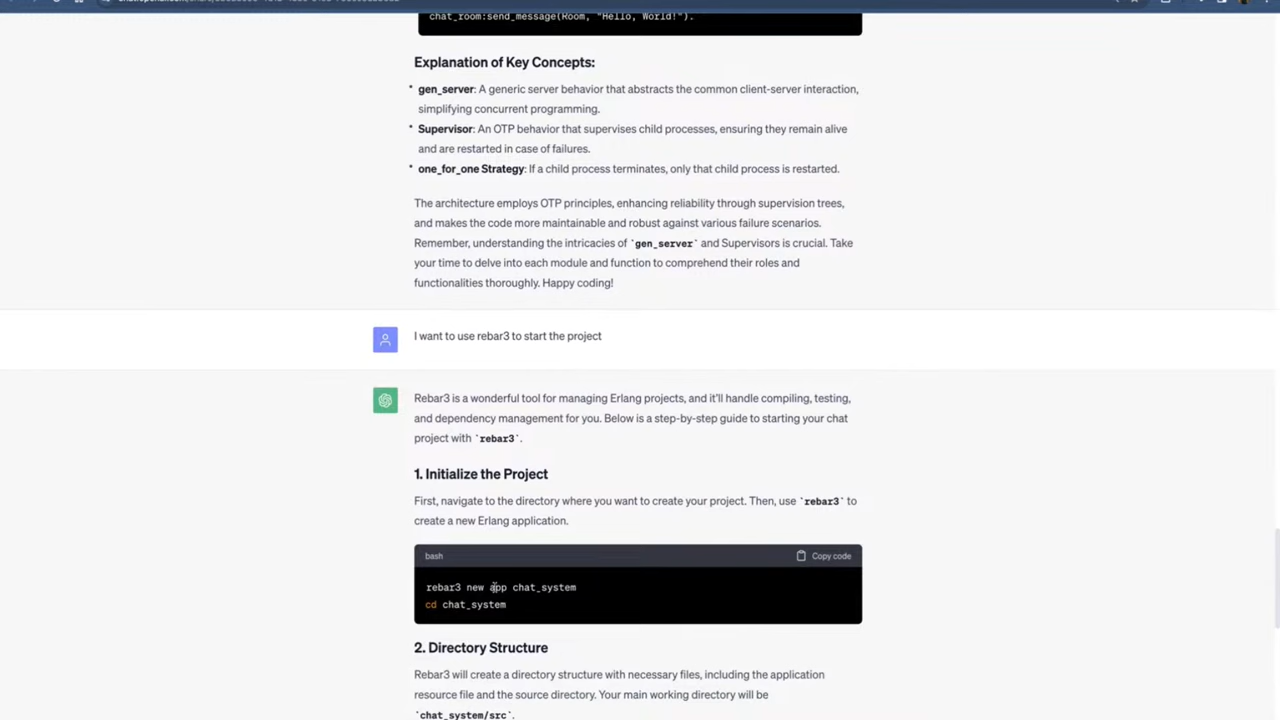 chat_room:send_message(Room, "Hello, World!").
Explanation of Key Concepts:
• gen_server: A generic server behavior that abstracts the common client-server interaction,
simplifying concurrent programming.
• Supervisor: An OTP behavior that supervises child processes, ensuring they remain alive
and are restarted in case of failures.
• one_for_one Strategy: If a child process terminates, only that child process is restarted.
The architecture employs OTP principles, enhancing reliability through supervision trees,
and makes the code more maintainable and robust against various failure scenarios.
Remember, understanding the intricacies of `gen_server` and Supervisors is crucial. Take
your time to delve into each module and function to comprehend their roles and
functionalities thoroughly. Happy coding!
I want to use rebar3 to start the project
Rebar3 is a wonderful tool for managing Erlang projects, and it'll handle compiling, testing,
and dependency management for you. Below is a step-by-step guide to starting your chat
project with `rebar3`.
1. Initialize the Project
First, navigate to the directory where you want to create your project. Then, use `rebar3` to
create a new Erlang application.
bash Copy code
rebar3 new app chat_system
cd chat_system
2. Directory Structure
Rebar3 will create a directory structure with necessary files, including the application
resource file and the source directory. Your main working directory will be
`chat_system/src`.